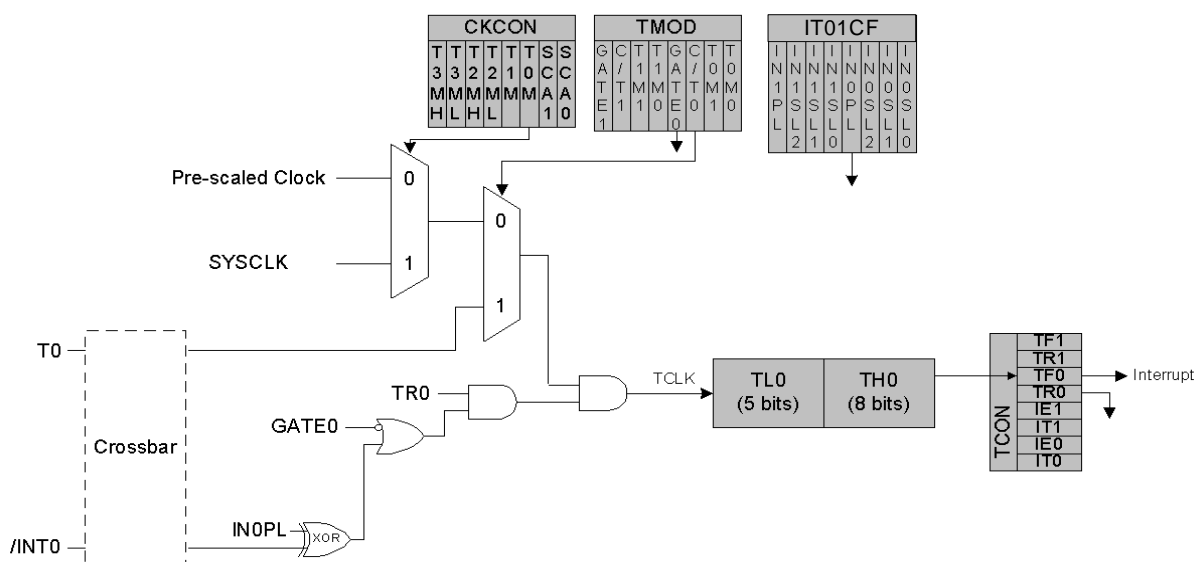 CKCON
T3MH T3ML T2MH T2ML T1M T0M SCA1 SCA0
TMOD
GATE1 C/T1 T1M1 T1M0 GATE0 C/T0 T0M1 T0M0
IT01CF
IN1PL IN1SL2 IN1SL1 IN1SL0 IN0PL IN0SL2 IN0SL1 IN0SL0
Pre-scaled Clock
0
SYSCLK
1
0
1
T0
Crossbar
/INT0
GATE0
IN0PL
XOR
TR0
TCLK
TL0
(5 bits)
TH0
(8 bits)
TCON
TF1
TR1
TF0
TR0
IE1
IT1
IE0
IT0
Interrupt